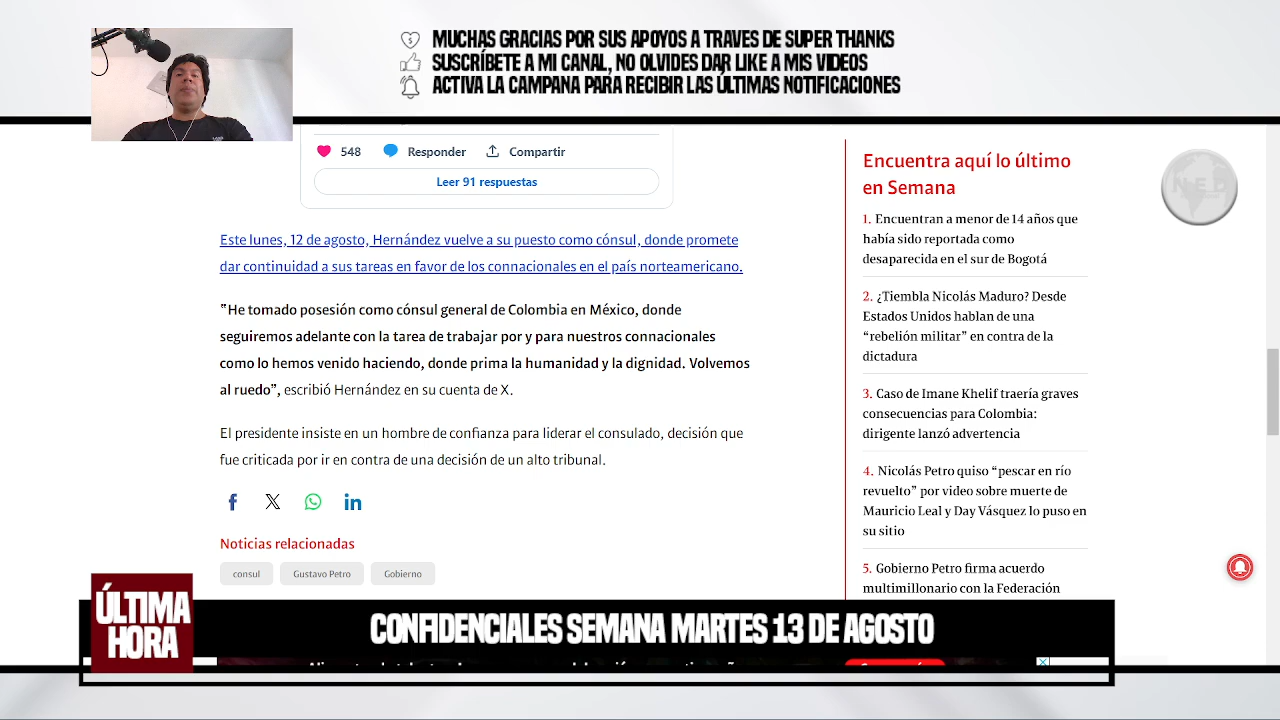 MUCHAS GRACIAS POR SUS APOYOS A TRAVES DE SUPER THANKS
SUSCRÍBETE A MI CANAL, NO OLVIDES DAR LIKE A MIS VIDEOS
ACTIVA LA CAMPANA PARA RECIBIR LAS ÚLTIMAS NOTIFICACIONES
548 Responder Compartir
Leer 91 respuestas
Este lunes, 12 de agosto, Hernández vuelve a su puesto como cónsul, donde promete
dar continuidad a sus tareas en favor de los connacionales en el país norteamericano.
“He tomado posesión como cónsul general de Colombia en México, donde
seguiremos adelante con la tarea de trabajar por y para nuestros connacionales
como lo hemos venido haciendo, donde prima la humanidad y la dignidad. Volvemos
al ruedo”, escribió Hernández en su cuenta de X.
El presidente insiste en un hombre de confianza para liderar el consulado, decisión que
fue criticada por ir en contra de una decisión de un alto tribunal.
Noticias relacionadas
consul
Gustavo Petro
Gobierno
Encuentra aquí lo último
en Semana
1. Encuentran a menor de 14 años que
había sido reportada como
desaparecida en el sur de Bogotá
2. ¿Tiembla Nicolás Maduro? Desde
Estados Unidos hablan de una
“rebelión militar” en contra de la
dictadura
3. Caso de Imane Khelif traería graves
consecuencias para Colombia:
dirigente lanzó advertencia
4. Nicolás Petro quiso “pescar en río
revuelto” por video sobre muerte de
Mauricio Leal y Day Vásquez lo puso en
su sitio
5. Gobierno Petro firma acuerdo
multimillonario con la Federación
NED
ÚLTIMA
HORA
CONFIDENCIALES SEMANA MARTES 13 DE AGOSTO